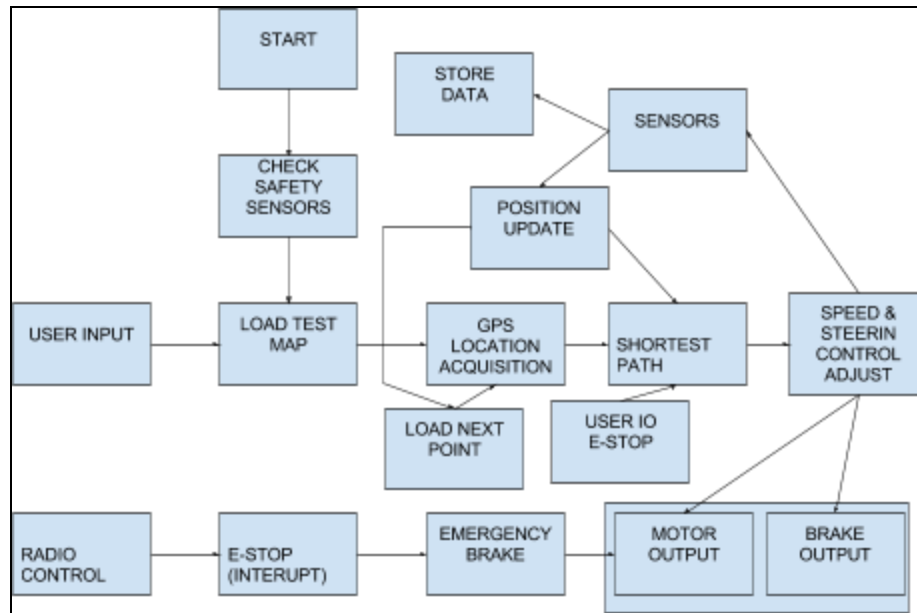 START
STORE
DATA
SENSORS
CHECK
SAFETY
SENSORS
POSITION
UPDATE
USER INPUT
LOAD TEST
MAP
GPS
LOCATION
ACQUISITION
SHORTEST
PATH
SPEED &
STEERIN
CONTROL
ADJUST
LOAD NEXT
POINT
USER IO
E-STOP
RADIO
CONTROL
E-STOP
(INTERUPT)
EMERGENCY
BRAKE
MOTOR
OUTPUT
BRAKE
OUTPUT